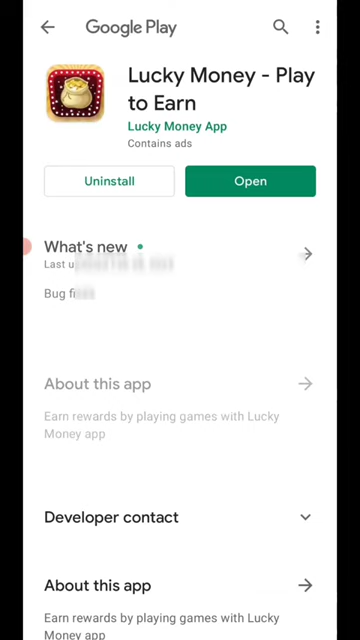 Google Play
Lucky Money - Play
to Earn
Lucky Money App
Contains ads
Uninstall
Open
What's new
Last
Bug
About this app
Earn rewards by playing games with Lucky
Money app
Developer contact
About this app
Earn rewards by playing games with Lucky
Money app